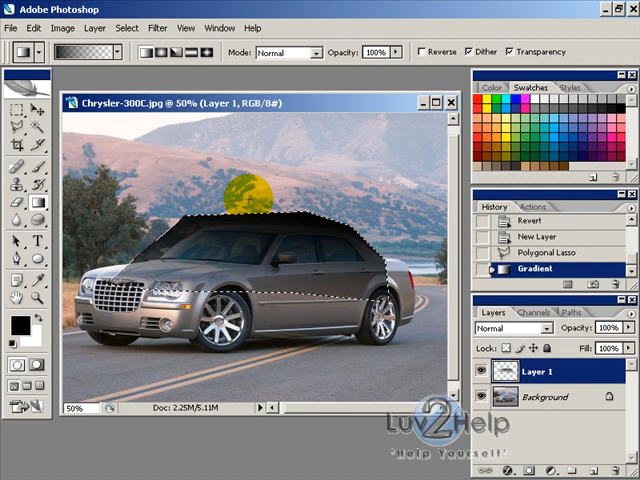 Adobe Photoshop
File Edit Image Layer Select Filter View Window Help
Mode: Normal Opacity: 100% Reverse Dither Transparency
Chrysler-300C.jpg @ 50% (Layer 1, RGB/8#)
50% Doc: 2.25M/5.11M
Color Swatches Styles
History Actions
Revert
New Layer
Polygonal Lasso
Gradient
Layers Channels Paths
Normal Opacity: 100%
Lock: Fill: 100%
Layer 1
Background
Luv2Help
'Help Yourself'